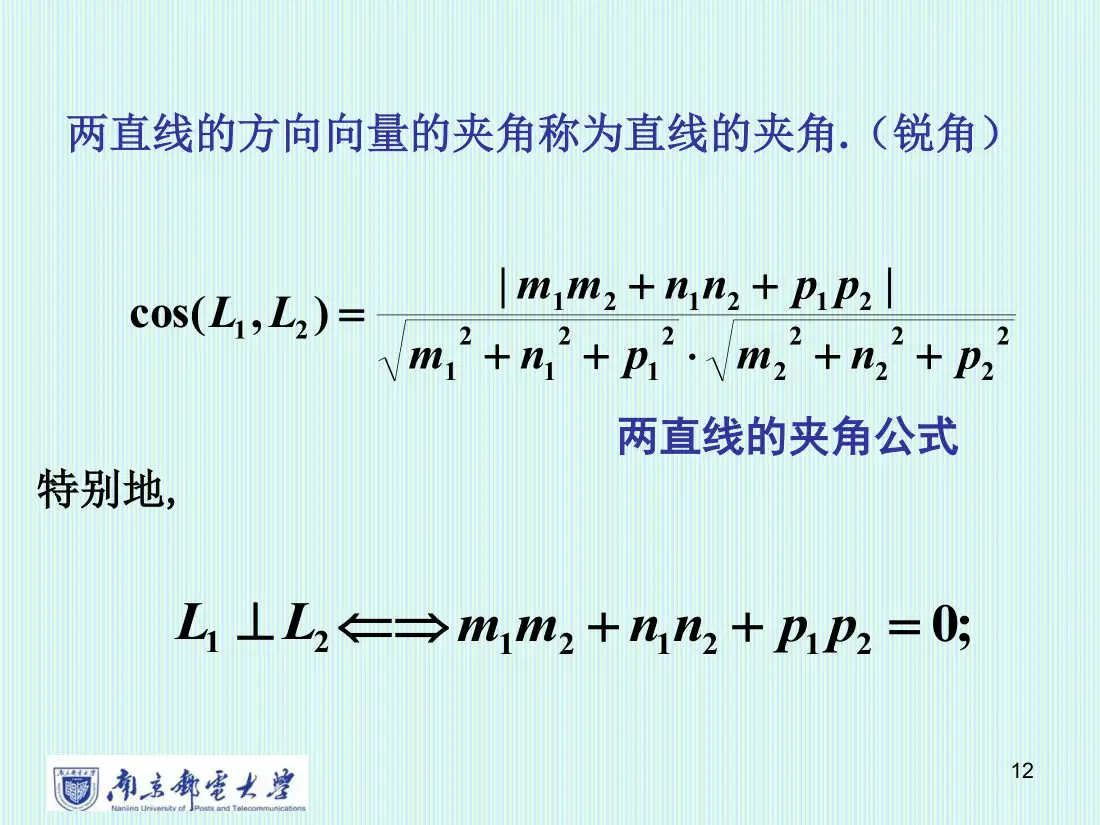 两直线的方向向量的夹角称为直线的夹角.（锐角）
cos(L₁,L₂)=|m₁m₂+n₁n₂+p₁p₂|/(√(m₁²+n₁²+p₁²)·√(m₂²+n₂²+p₂²))
两直线的夹角公式
特别地,
L₁⊥L₂⇐⇒m₁m₂+n₁n₂+p₁p₂=0;
南京郵電大学
Nanjing University of Posts and Telecommunications
12